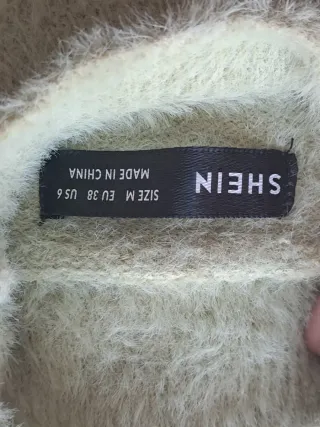 SHEIN
SIZE M EU 38 US 6
MADE IN CHINA